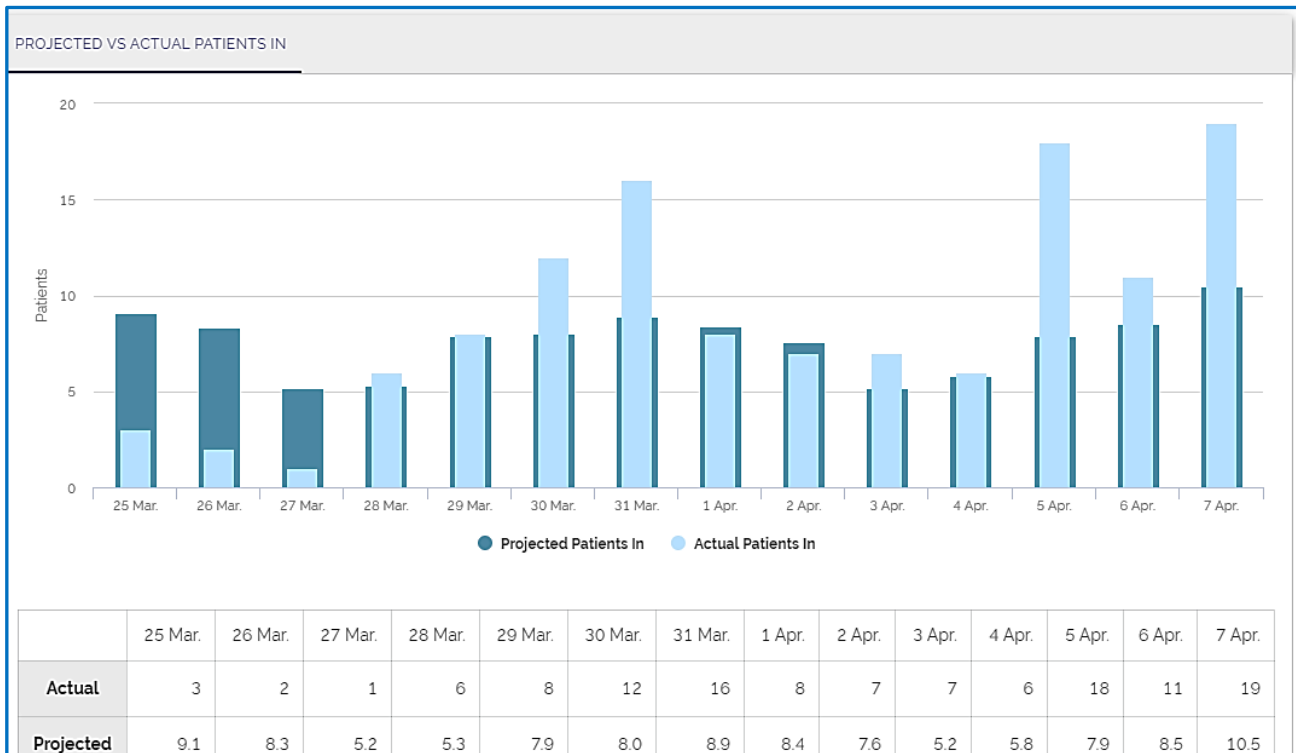 PROJECTED VS ACTUAL PATIENTS IN
20
15
10
5
0
Patients
25 Mar. 26 Mar. 27 Mar. 28 Mar. 29 Mar. 30 Mar. 31 Mar. 1 Apr. 2 Apr. 3 Apr. 4 Apr. 5 Apr. 6 Apr. 7 Apr.
Projected Patients In Actual Patients In
25 Mar. 26 Mar. 27 Mar. 28 Mar. 29 Mar. 30 Mar. 31 Mar. 1 Apr. 2 Apr. 3 Apr. 4 Apr. 5 Apr. 6 Apr. 7 Apr.
Actual 3 2 1 6 8 12 16 8 7 7 6 18 11 19
Projected 9.1 8.3 5.2 5.3 7.9 8.0 8.9 8.4 7.6 5.2 5.8 7.9 8.5 10.5